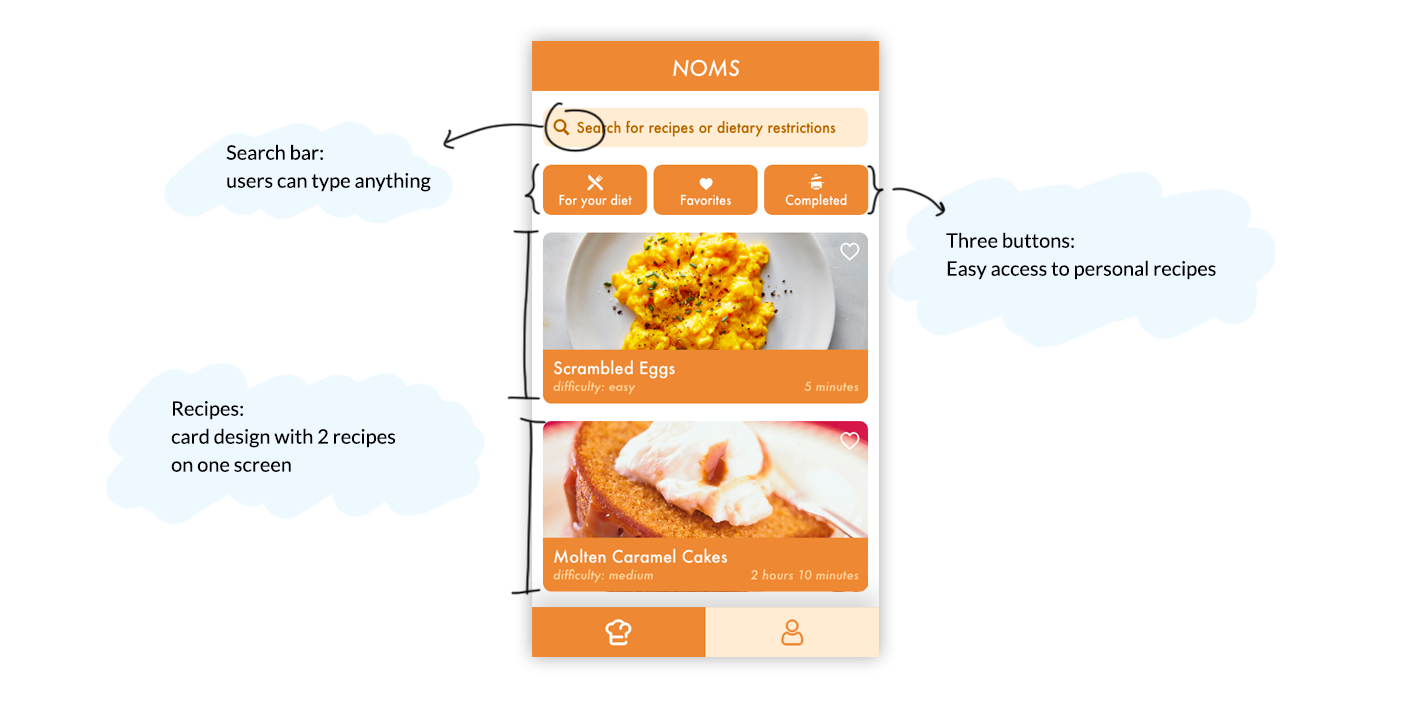 NOMS
Search for recipes or dietary restrictions
Search bar:
users can type anything
For your diet
Favorites
Completed
Three buttons:
Easy access to personal recipes
Scrambled Eggs
difficulty: easy
5 minutes
Recipes:
card design with 2 recipes
on one screen
Molten Caramel Cakes
difficulty: medium
2 hours 10 minutes